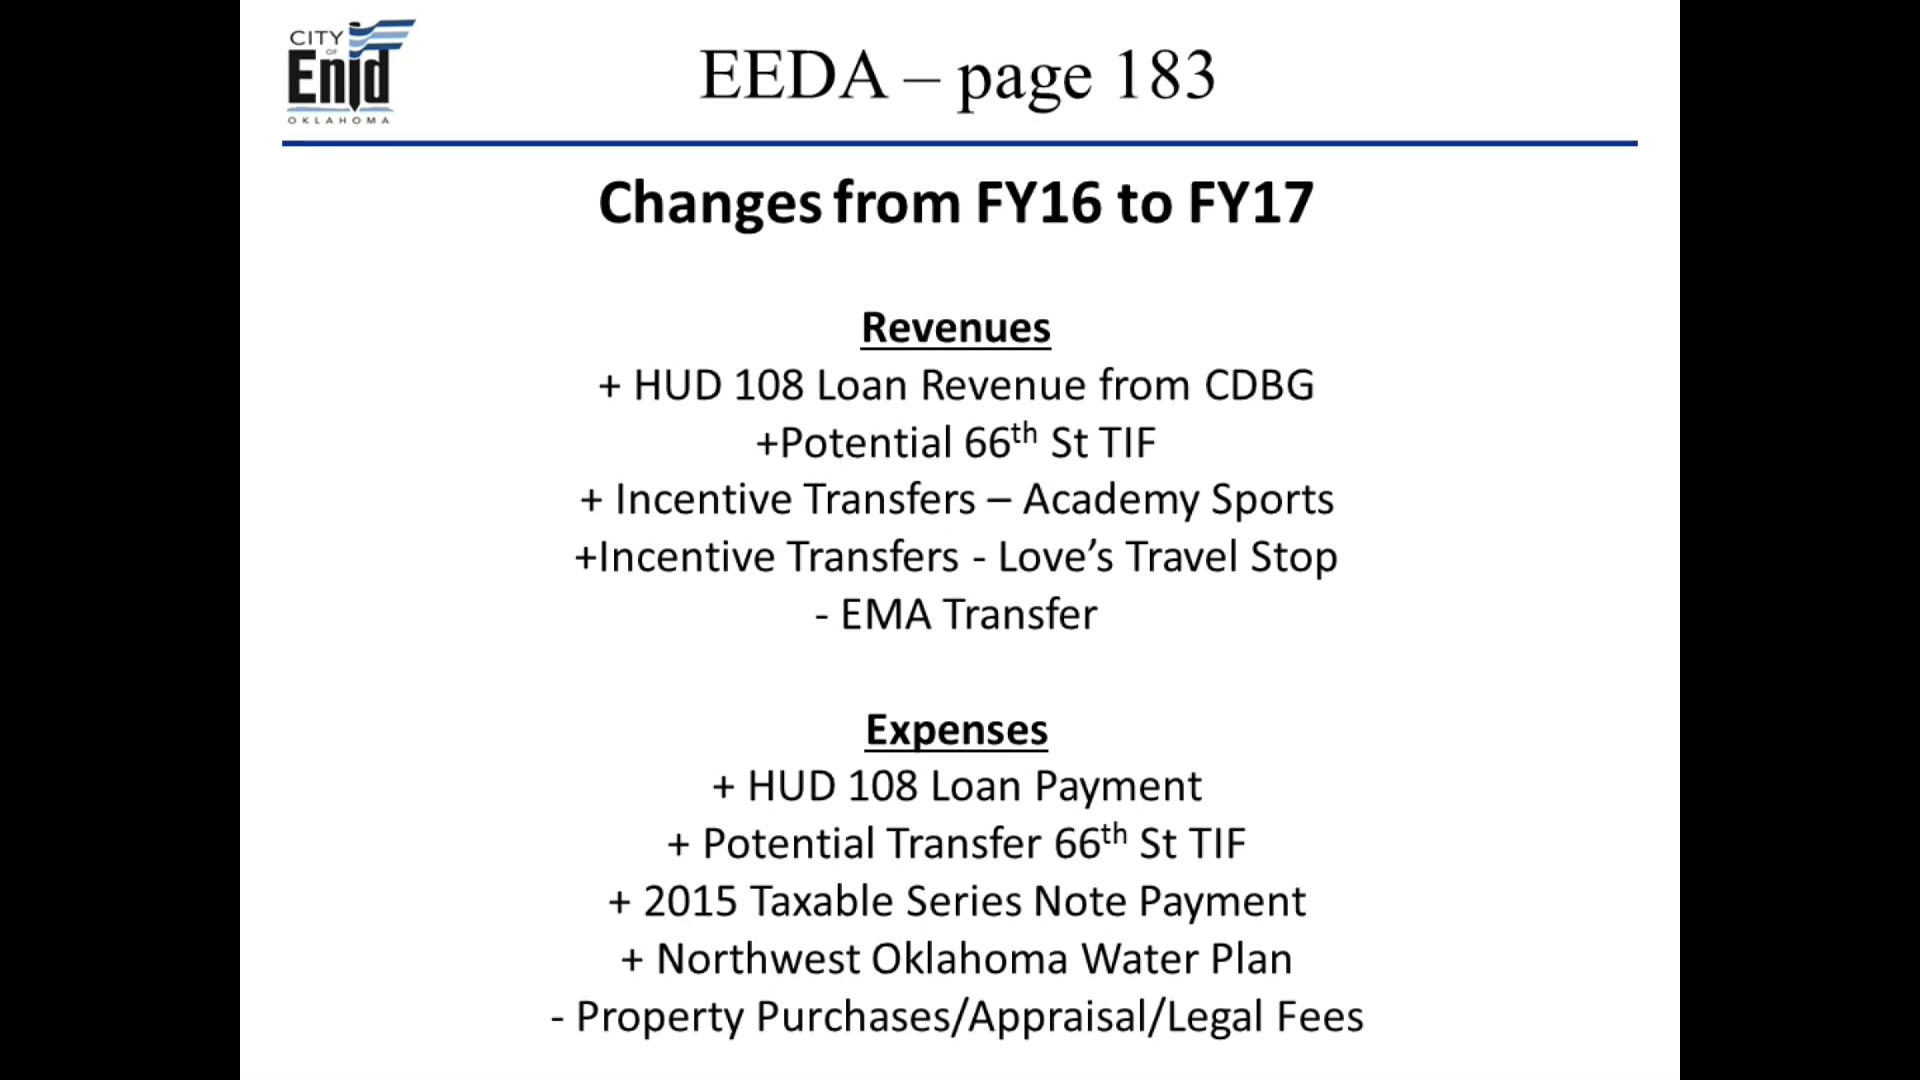 CITY
OF
Enid
OKLAHOMA
EEDA – page 183
Changes from FY16 to FY17
Revenues
+ HUD 108 Loan Revenue from CDBG
+Potential 66th St TIF
+ Incentive Transfers – Academy Sports
+Incentive Transfers - Love’s Travel Stop
- EMA Transfer
Expenses
+ HUD 108 Loan Payment
+ Potential Transfer 66th St TIF
+ 2015 Taxable Series Note Payment
+ Northwest Oklahoma Water Plan
- Property Purchases/Appraisal/Legal Fees